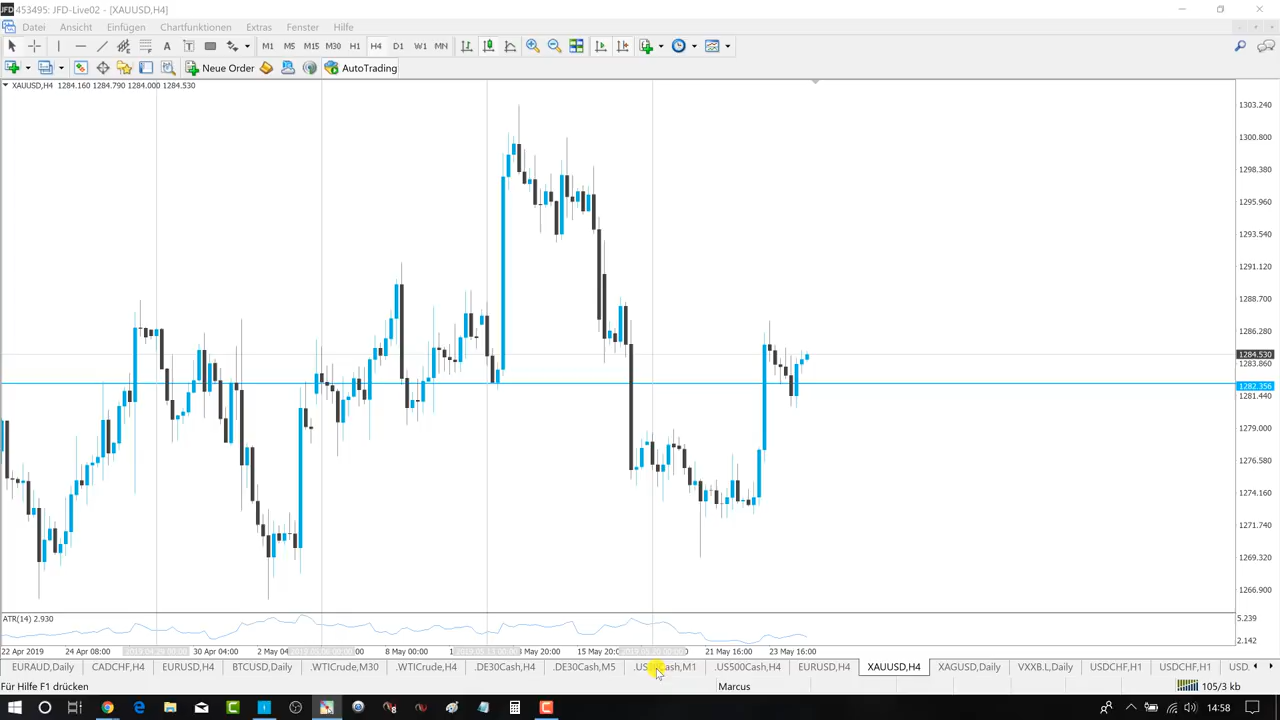 JFD 453495: JFD-Live02 - [XAUUSD,H4]
Datei Ansicht Einfügen Chartfunktionen Extras Fenster Hilfe
A T M1 M5 M15 M30 H1 H4 D1 W1 MN
Neue Order AutoTrading
XAUUSD,H4 1284.160 1284.790 1284.000 1284.530
1303.240
1300.800
1298.380
1295.960
1293.540
1291.120
1288.700
1286.280
1284.530
1283.860
1282.356
1281.440
1279.000
1276.580
1274.160
1271.740
1269.320
1266.900
ATR(14) 2.930
5.239
2.142
22 Apr 2019 24 Apr 08:00 30 Apr 04:00 2 May 04 8 May 00:00 May 20:00 15 May 20:0 21 May 16:00 23 May 16:00
EURAUD,Daily CADCHF,H4 EURUSD,H4 BTCUSD,Daily .WTICrude,M30 .WTICrude,H4 .DE30Cash,H4 .DE30Cash,M5 ash,M1 .US500Cash,H4 EURUSD,H4 XAUUSD,H4 XAGUSD,Daily VXXB.L,Daily USDCHF,H1 USDCHF,H1 USD.
Für Hilfe F1 drücken Marcus 105/3 kb
14:58